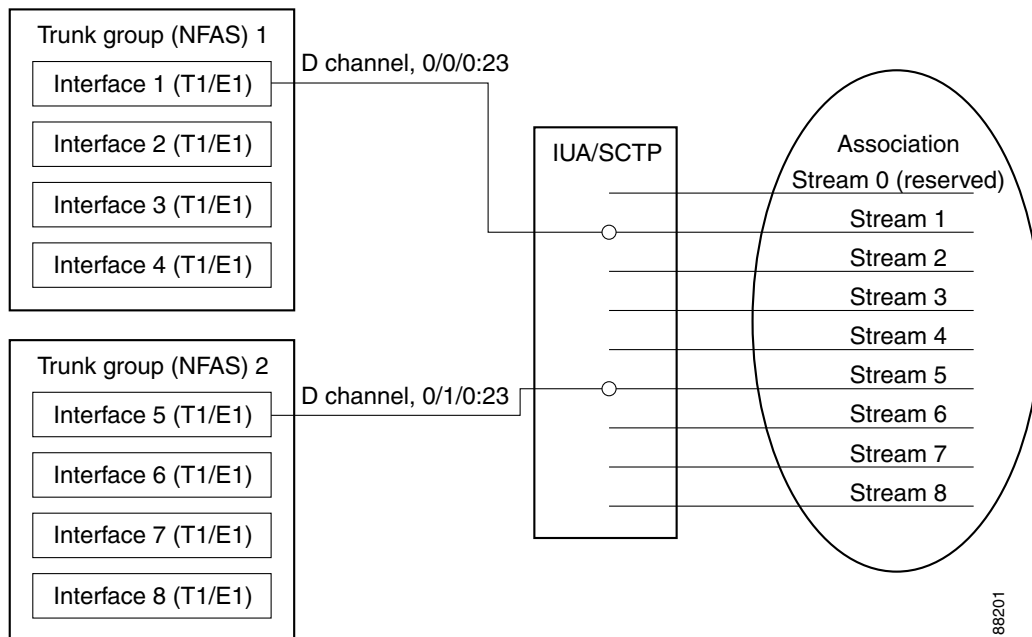 Trunk group (NFAS) 1
Interface 1 (T1/E1)
Interface 2 (T1/E1)
Interface 3 (T1/E1)
Interface 4 (T1/E1)
D channel, 0/0/0:23
Trunk group (NFAS) 2
Interface 5 (T1/E1)
Interface 6 (T1/E1)
Interface 7 (T1/E1)
Interface 8 (T1/E1)
D channel, 0/1/0:23
IUA/SCTP
Association
Stream 0 (reserved)
Stream 1
Stream 2
Stream 3
Stream 4
Stream 5
Stream 6
Stream 7
Stream 8
88201